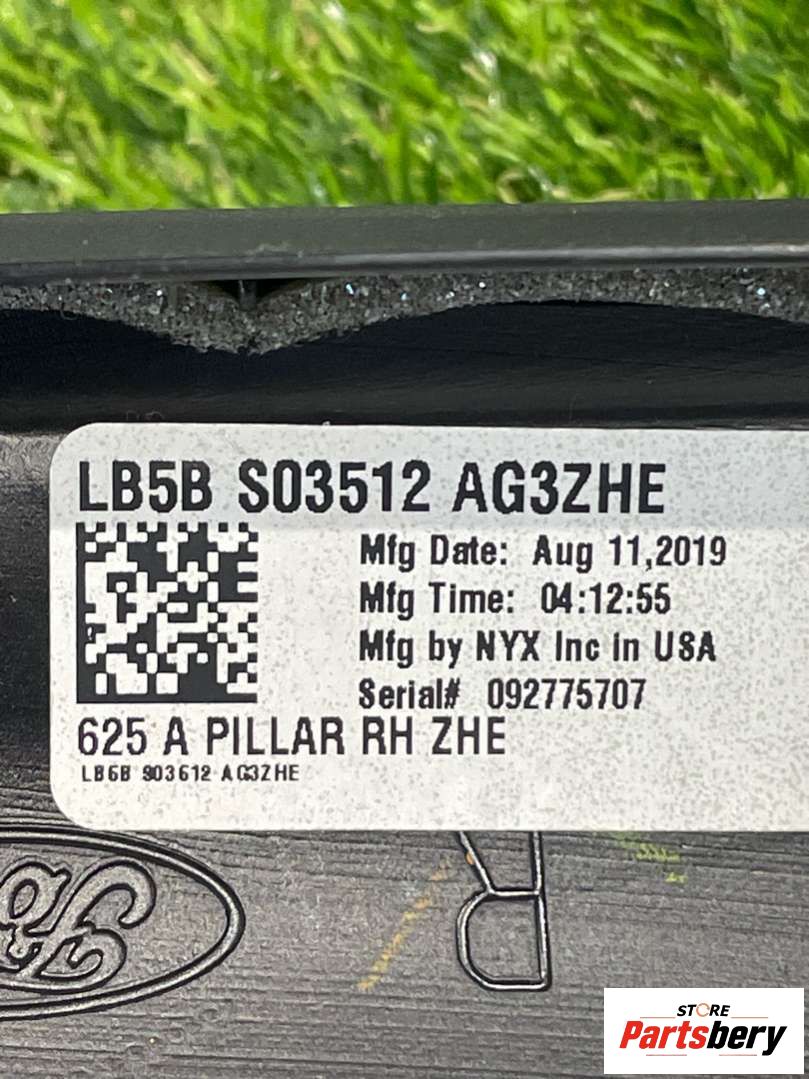 LB5B S03512 AG3ZHE
Mfg Date: Aug 11,2019
Mfg Time: 04:12:55
Mfg by NYX Inc in USA
Serial# 092775707
625 A PILLAR RH ZHE
LB5B S03512 AG3ZHE
Fo
R
STORE
Partsbery